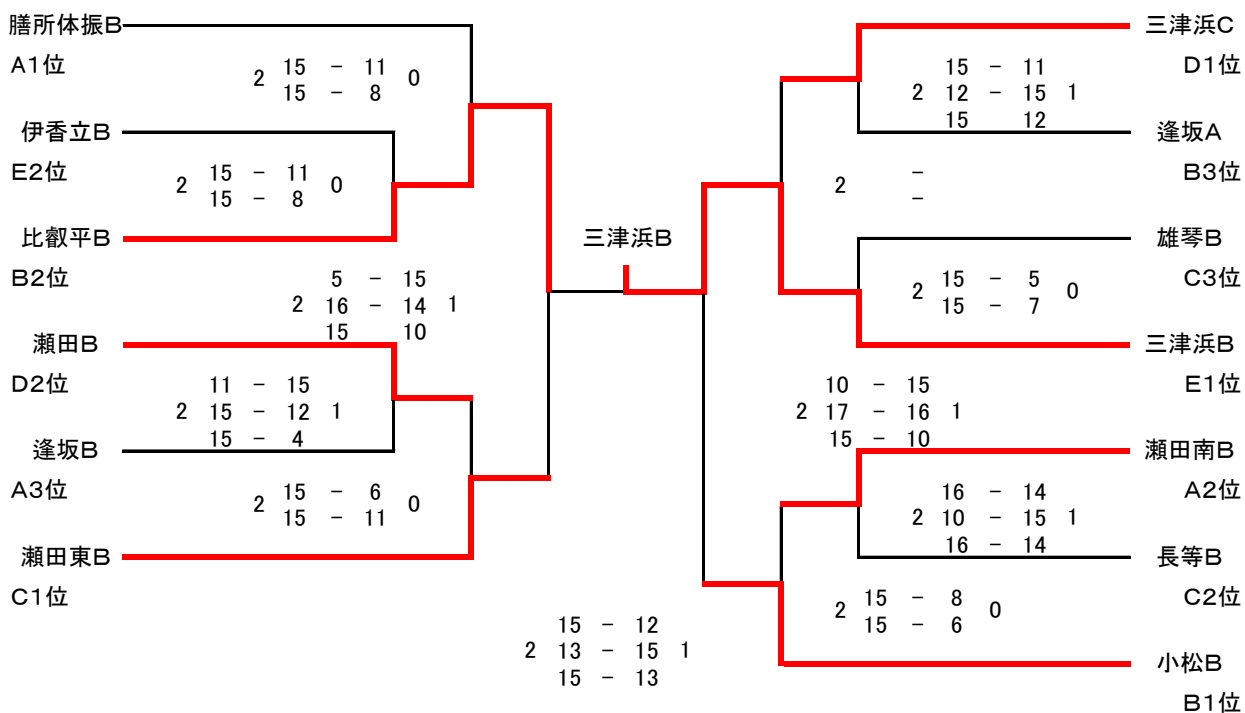 膳所体振B
A1位
2 15 - 11 0
15 - 8
伊香立B
E2位
2 15 - 11 0
15 - 8
比叡平B
B2位
5 - 15
2 16 - 14 1
15 10
瀬田B
D2位
11 - 15
2 15 - 12 1
15 - 4
逢坂B
A3位
2 15 - 6 0
15 - 11
瀬田東B
C1位
三津浜B
15 - 12
2 13 - 15 1
15 - 13
三津浜C
D1位
15 - 11
2 12 - 15 1
15 12
逢坂A
B3位
2 -
-
雄琴B
C3位
2 15 - 5 0
15 - 7
三津浜B
E1位
10 - 15
2 17 - 16 1
15 - 10
瀬田南B
A2位
16 - 14
2 10 - 15 1
16 - 14
長等B
C2位
2 15 - 8 0
15 - 6
小松B
B1位